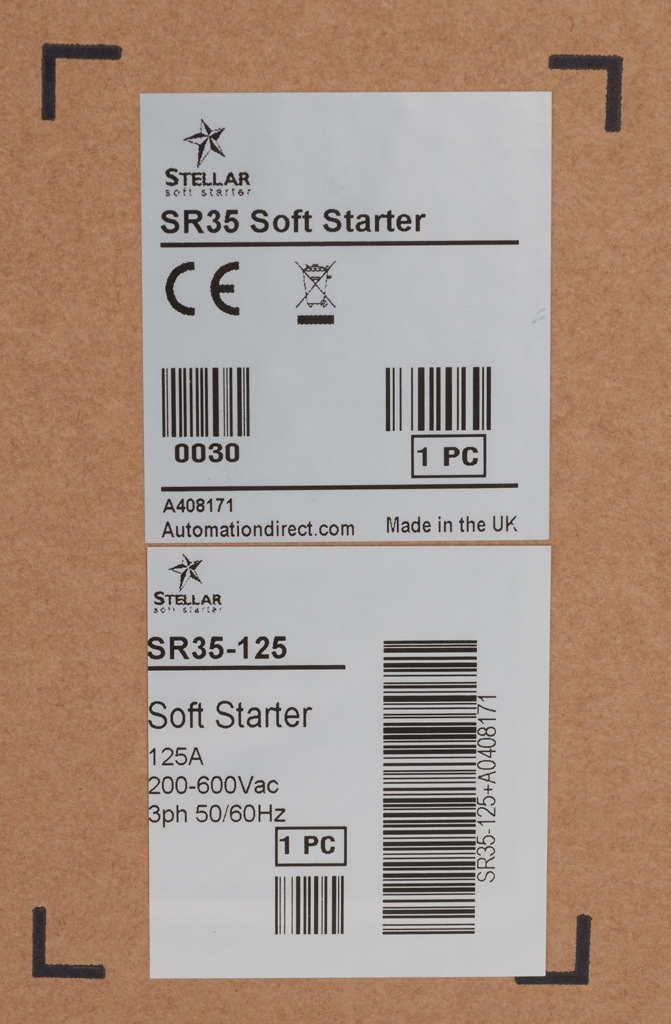 STELLAR
soft starter
SR35 Soft Starter
CE
0030
1 PC
A408171
Automationdirect.com
Made in the UK
STELLAR
soft starter
SR35-125
Soft Starter
125A
200-600Vac
3ph 50/60Hz
1 PC
SR35-125+A0408171